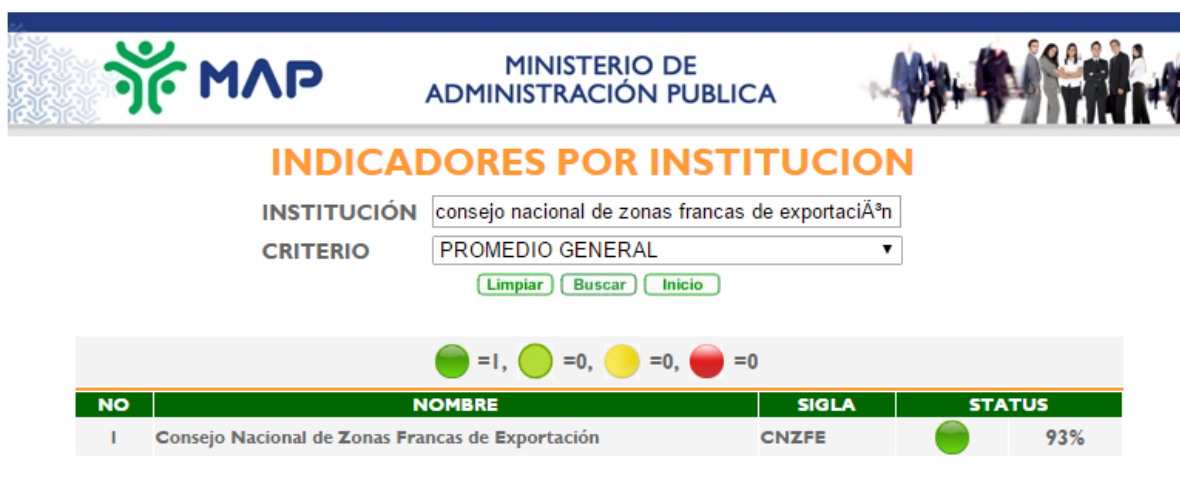 MAP
MINISTERIO DE
ADMINISTRACIÓN PUBLICA
INDICADORES POR INSTITUCION
INSTITUCIÓN consejo nacional de zonas francas de exportaciÄ³n
CRITERIO PROMEDIO GENERAL
Limpiar Buscar Inicio
=1, =0, =0, =0
NO NOMBRE SIGLA STATUS
1 Consejo Nacional de Zonas Francas de Exportación CNZFE 93%